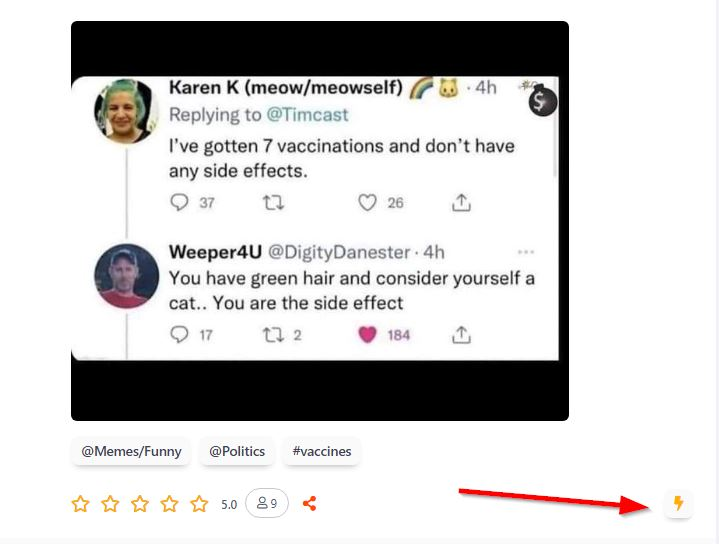 Karen K (meow/meowself) 🌈🐱 · 4h
$
Replying to @Timcast
I've gotten 7 vaccinations and don't have
any side effects.
37 26
Weeper4U @DigityDanester · 4h
You have green hair and consider yourself a
cat.. You are the side effect
17 2 184
@Memes/Funny @Politics #vaccines
5.0 9